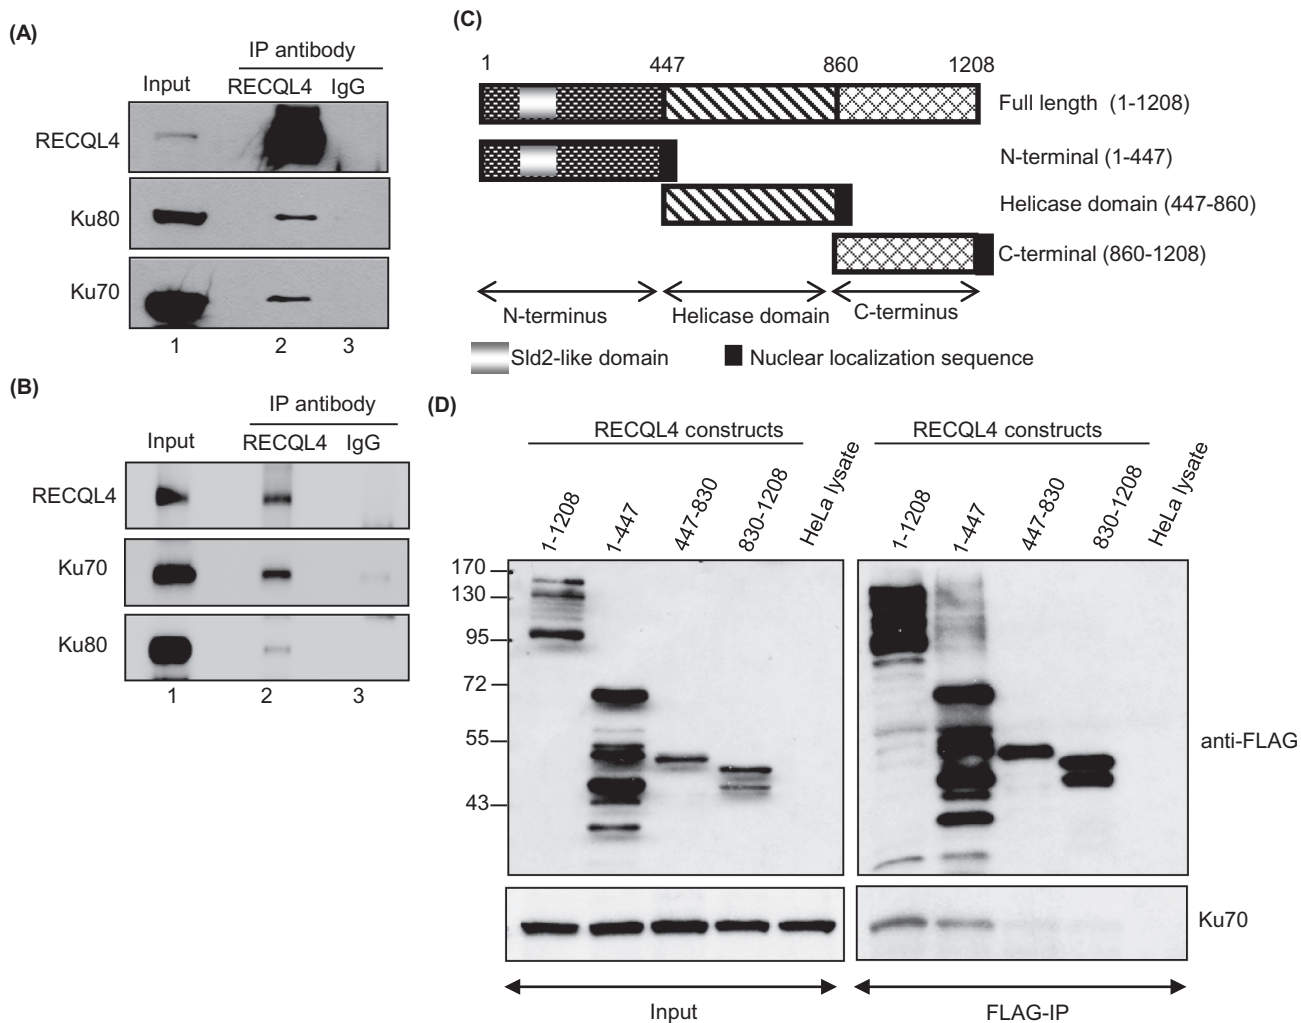 (A)
IP antibody
Input RECQL4 IgG
RECQL4
Ku80
Ku70
1 2 3
(B)
IP antibody
Input RECQL4 IgG
RECQL4
Ku70
Ku80
1 2 3
(C)
1 447 860 1208
Full length (1-1208)
N-terminal (1-447)
Helicase domain (447-860)
C-terminal (860-1208)
N-terminus Helicase domain C-terminus
Sld2-like domain Nuclear localization sequence
(D)
RECQL4 constructs RECQL4 constructs
1-1208 1-447 447-830 830-1208 HeLa lysate 1-1208 1-447 447-830 830-1208 HeLa lysate
170
130
95
72
55
43
anti-FLAG
Ku70
Input FLAG-IP